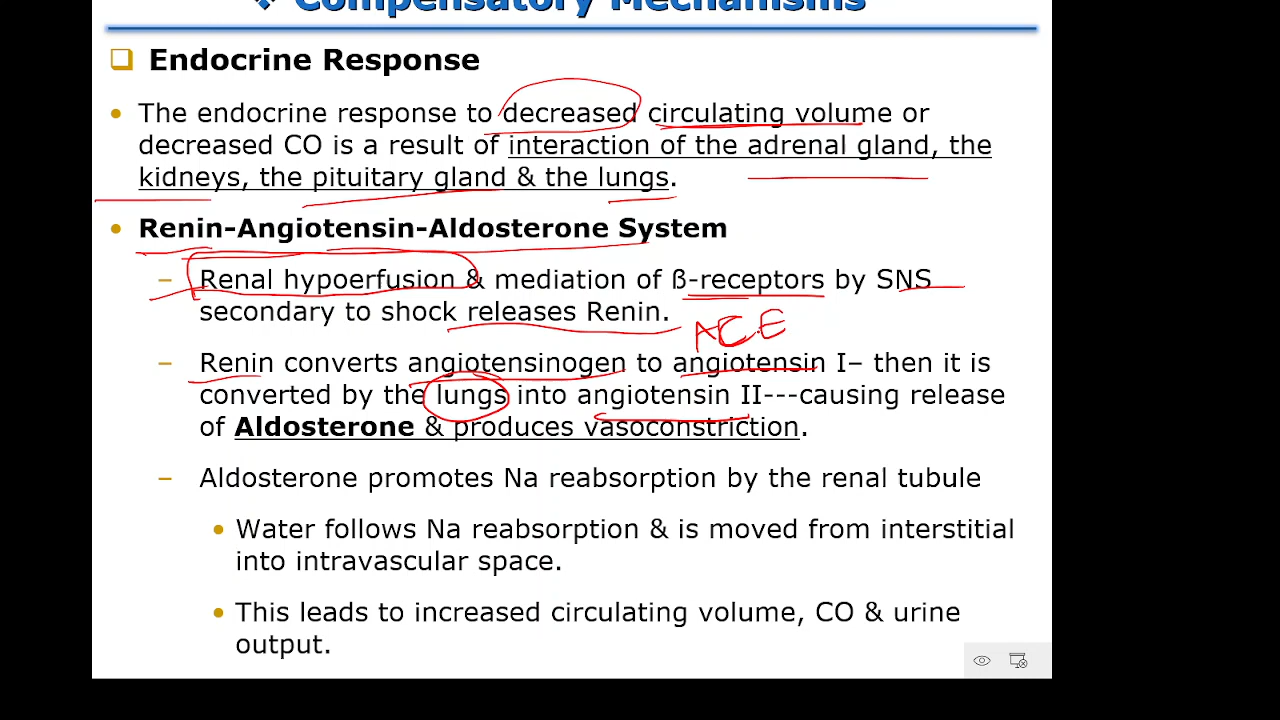 ❖ Compensatory Mechanisms
❑ Endocrine Response
• The endocrine response to decreased circulating volume or
decreased CO is a result of interaction of the adrenal gland, the
kidneys, the pituitary gland & the lungs.
• Renin-Angiotensin-Aldosterone System
– Renal hypoerfusion & mediation of ß-receptors by SNS
secondary to shock releases Renin.
ACE
– Renin converts angiotensinogen to angiotensin I– then it is
converted by the lungs into angiotensin II---causing release
of Aldosterone & produces vasoconstriction.
– Aldosterone promotes Na reabsorption by the renal tubule
• Water follows Na reabsorption & is moved from interstitial
into intravascular space.
• This leads to increased circulating volume, CO & urine
output.